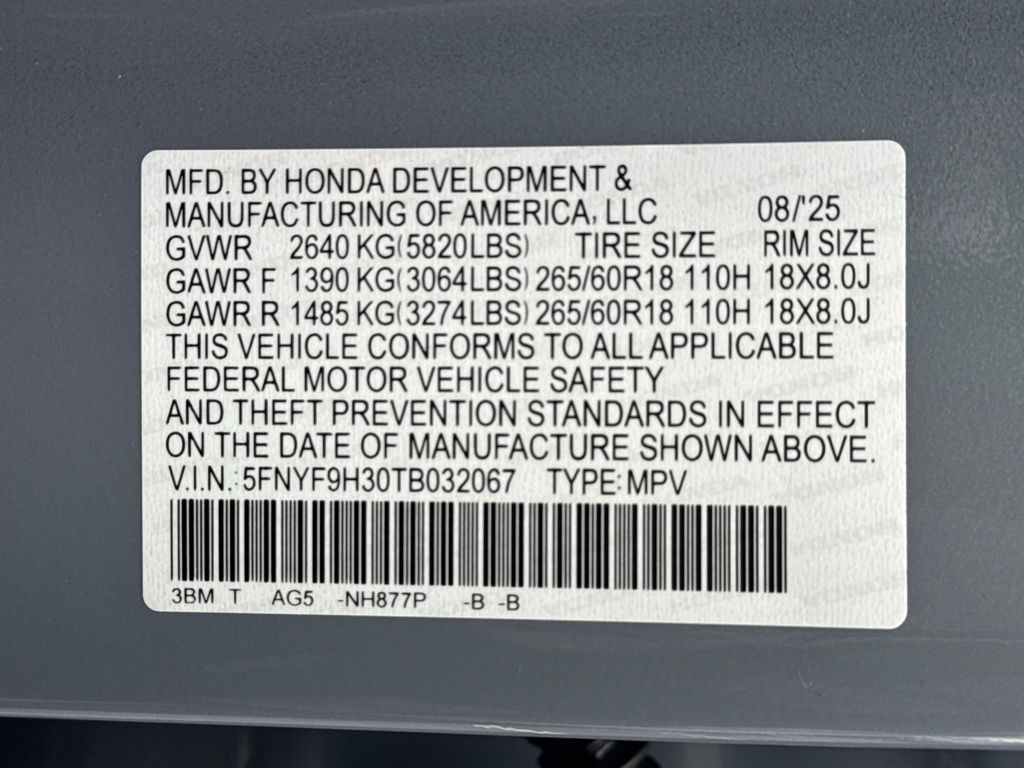 MFD. BY HONDA DEVELOPMENT &
MANUFACTURING OF AMERICA, LLC 08/'25
GVWR 2640 KG(5820LBS) TIRE SIZE RIM SIZE
GAWR F 1390 KG(3064LBS) 265/60R18 110H 18X8.0J
GAWR R 1485 KG(3274LBS) 265/60R18 110H 18X8.0J
THIS VEHICLE CONFORMS TO ALL APPLICABLE
FEDERAL MOTOR VEHICLE SAFETY
AND THEFT PREVENTION STANDARDS IN EFFECT
ON THE DATE OF MANUFACTURE SHOWN ABOVE.
V.I.N.: 5FNYF9H30TB032067 TYPE: MPV
3BM T AG5 -NH877P -B -B